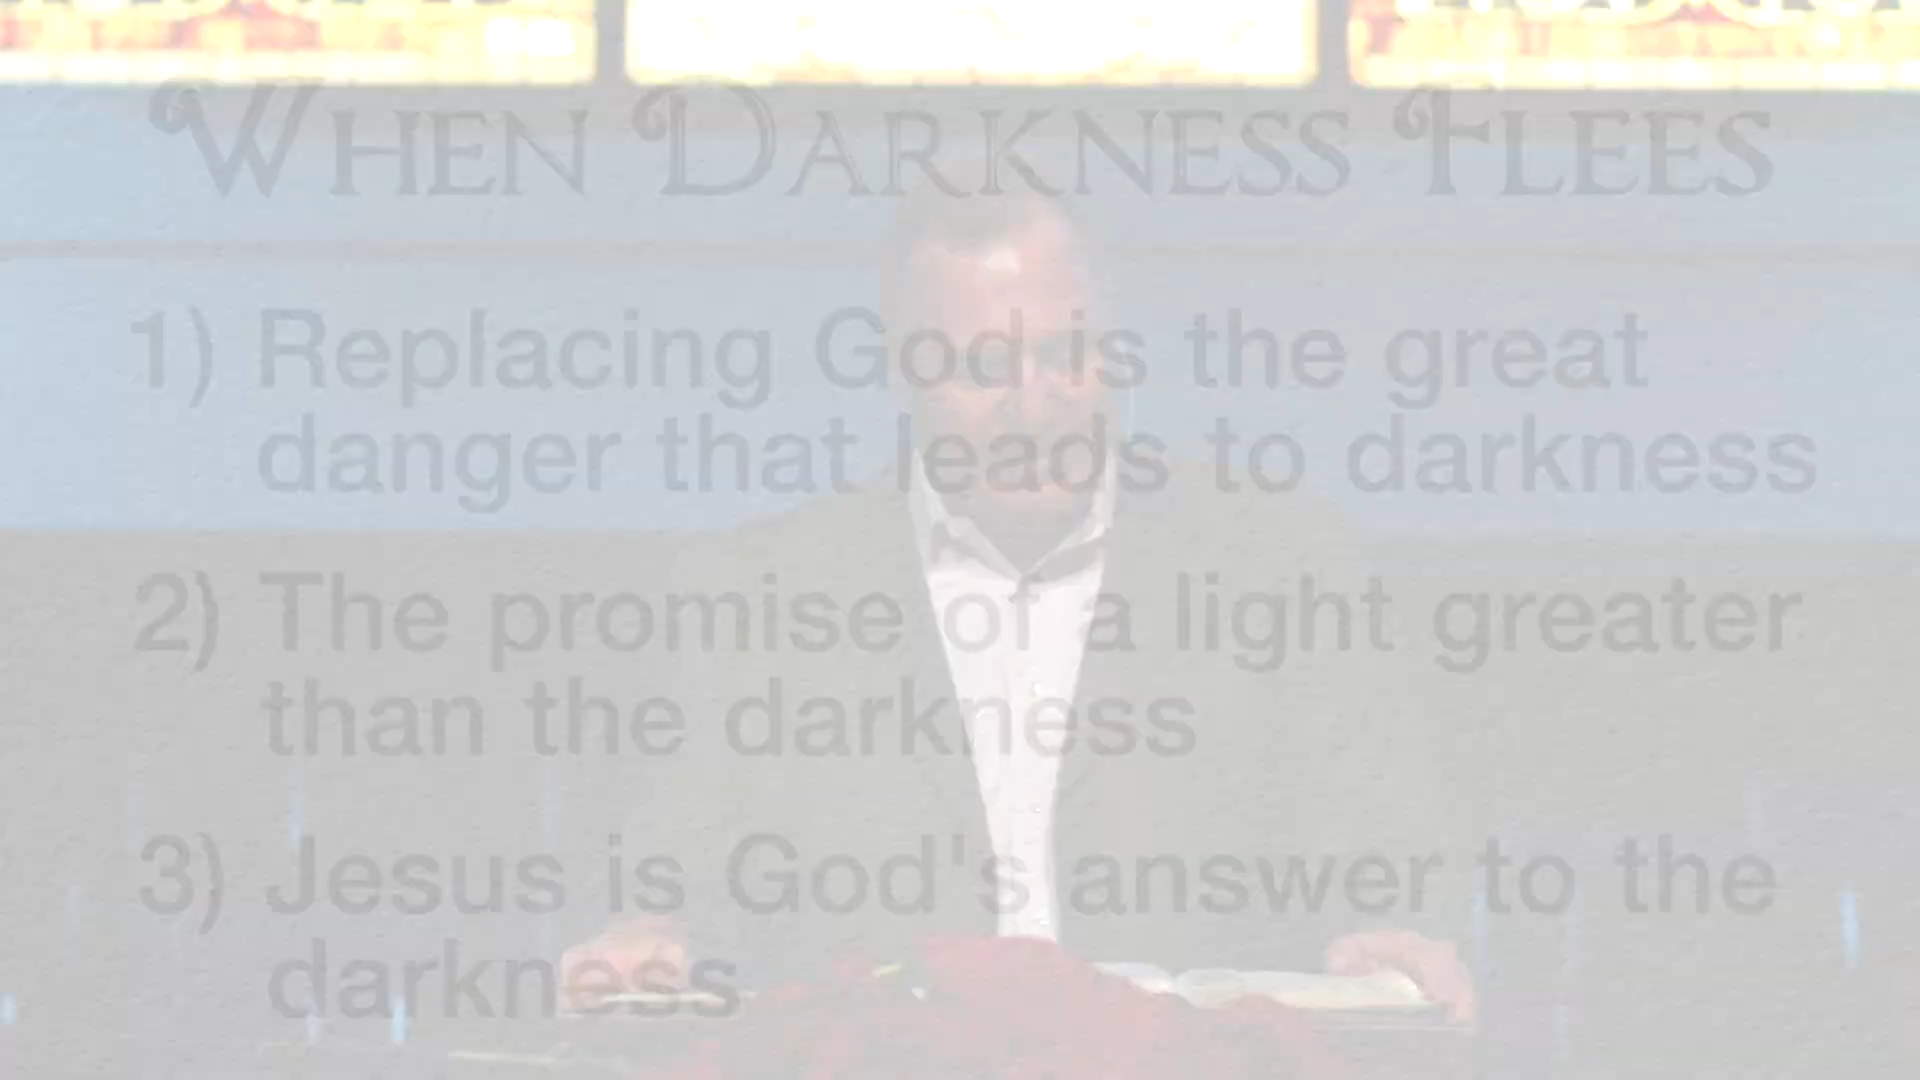 When Darkness Flees
1) Replacing God is the great
danger that leads to darkness
2) The promise of a light greater
than the darkness
3) Jesus is God's answer to the
darkness